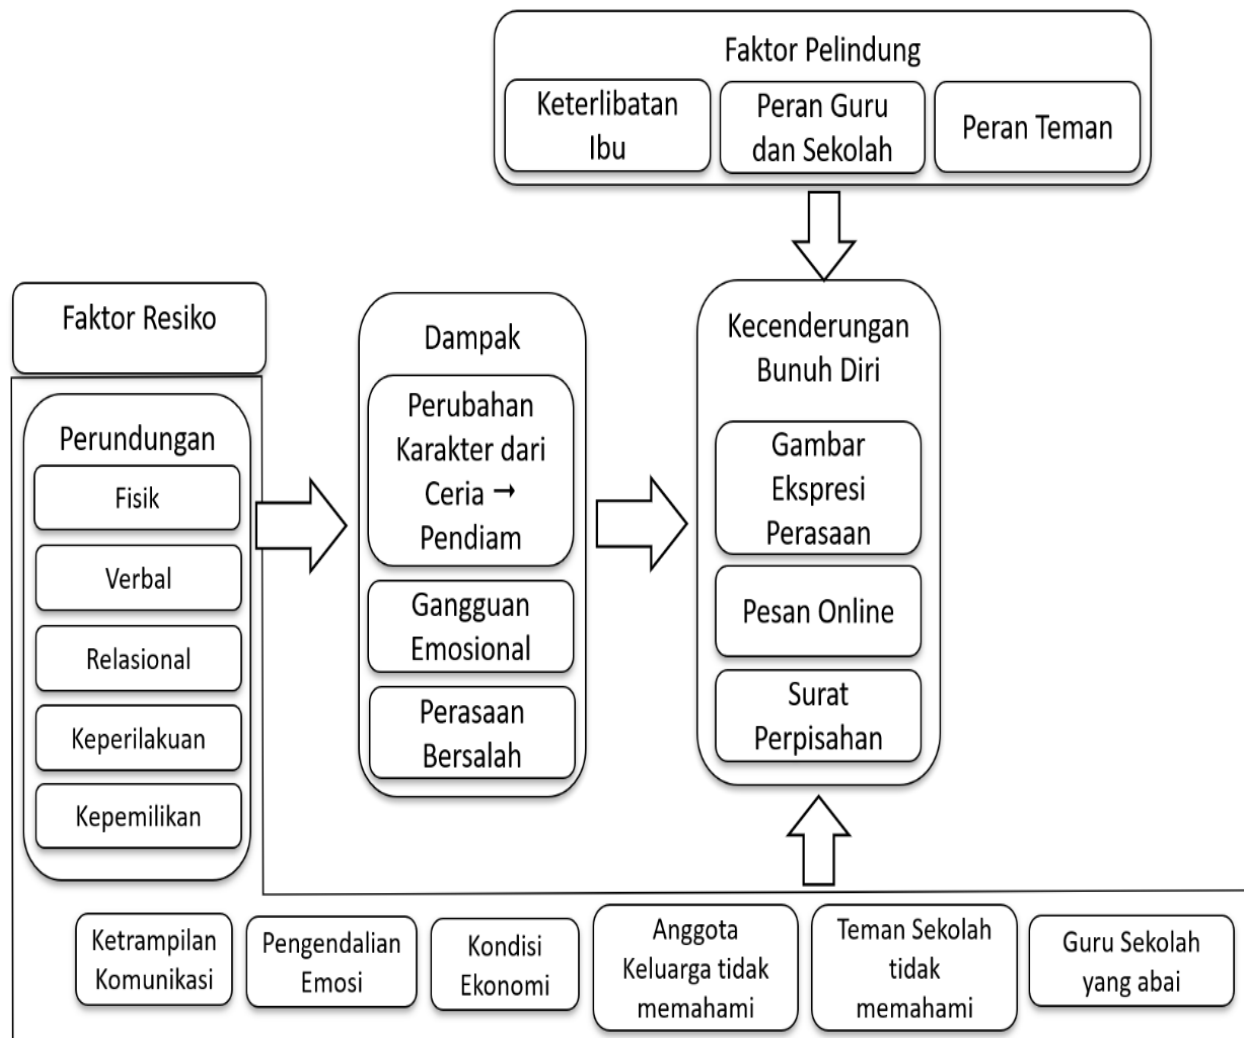 Faktor Pelindung
Keterlibatan
Ibu
Peran Guru
dan Sekolah
Peran Teman
Faktor Resiko
Perundungan
Fisik
Verbal
Relasional
Keperilakuan
Kepemilikan
Dampak
Perubahan
Karakter dari
Ceria →
Pendiam
Gangguan
Emosional
Perasaan
Bersalah
Kecenderungan
Bunuh Diri
Gambar
Ekspresi
Perasaan
Pesan Online
Surat
Perpisahan
Ketrampilan
Komunikasi
Pengendalian
Emosi
Kondisi
Ekonomi
Anggota
Keluarga tidak
memahami
Teman Sekolah
tidak
memahami
Guru Sekolah
yang abai